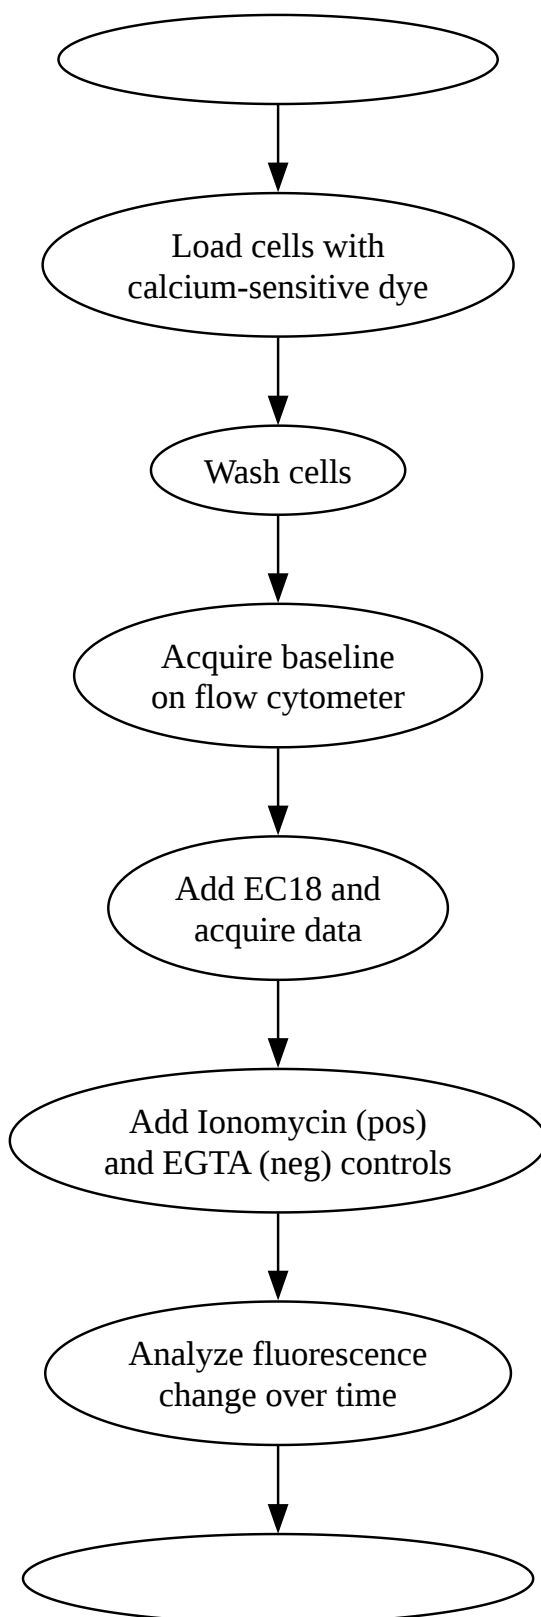 Load cells with
calcium-sensitive dye
Wash cells
Acquire baseline
on flow cytometer
Add EC18 and
acquire data
Add Ionomycin (pos)
and EGTA (neg) controls
Analyze fluorescence
change over time